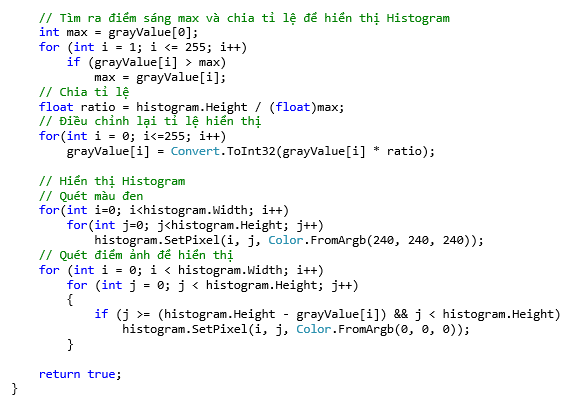 // Tìm ra điểm sáng max và chia tỉ lệ để hiển thị Histogram
int max = grayValue[0];
for (int i = 1; i <= 255; i++)
if (grayValue[i] > max)
max = grayValue[i];
// Chia tỉ lệ
float ratio = histogram.Height / (float)max;
// Điều chỉnh lại tỉ lệ hiển thị
for(int i = 0; i<=255; i++)
grayValue[i] = Convert.ToInt32(grayValue[i] * ratio);
// Hiển thị Histogram
// Quét màu đen
for(int i=0; i<histogram.Width; i++)
for(int j=0; j<histogram.Height; j++)
histogram.SetPixel(i, j, Color.FromArgb(240, 240, 240));
// Quét điểm ảnh để hiển thị
for (int i = 0; i < histogram.Width; i++)
for (int j = 0; j < histogram.Height; j++)
{
if (j >= (histogram.Height - grayValue[i]) && j < histogram.Height)
histogram.SetPixel(i, j, Color.FromArgb(0, 0, 0));
}
return true;
}